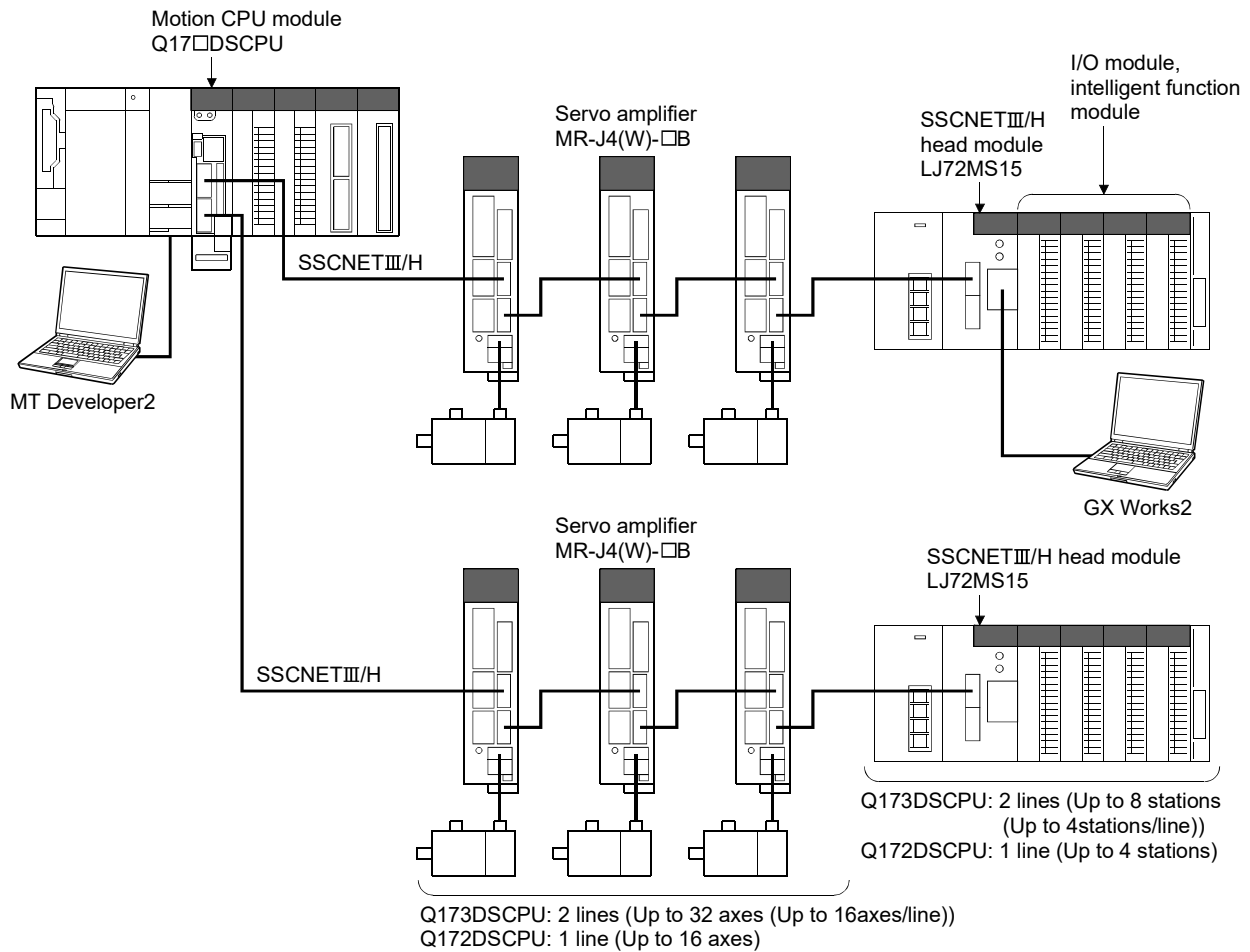 Motion CPU module
Q17□DSCPU
I/O module,
intelligent function
module
Servo amplifier
MR-J4(W)-□B
SSCNETⅢ/H
head module
LJ72MS15
SSCNETⅢ/H
MT Developer2
GX Works2
Servo amplifier
MR-J4(W)-□B
SSCNETⅢ/H head module
LJ72MS15
SSCNETⅢ/H
Q173DSCPU: 2 lines (Up to 8 stations
(Up to 4stations/line))
Q172DSCPU: 1 line (Up to 4 stations)
Q173DSCPU: 2 lines (Up to 32 axes (Up to 16axes/line))
Q172DSCPU: 1 line (Up to 16 axes)